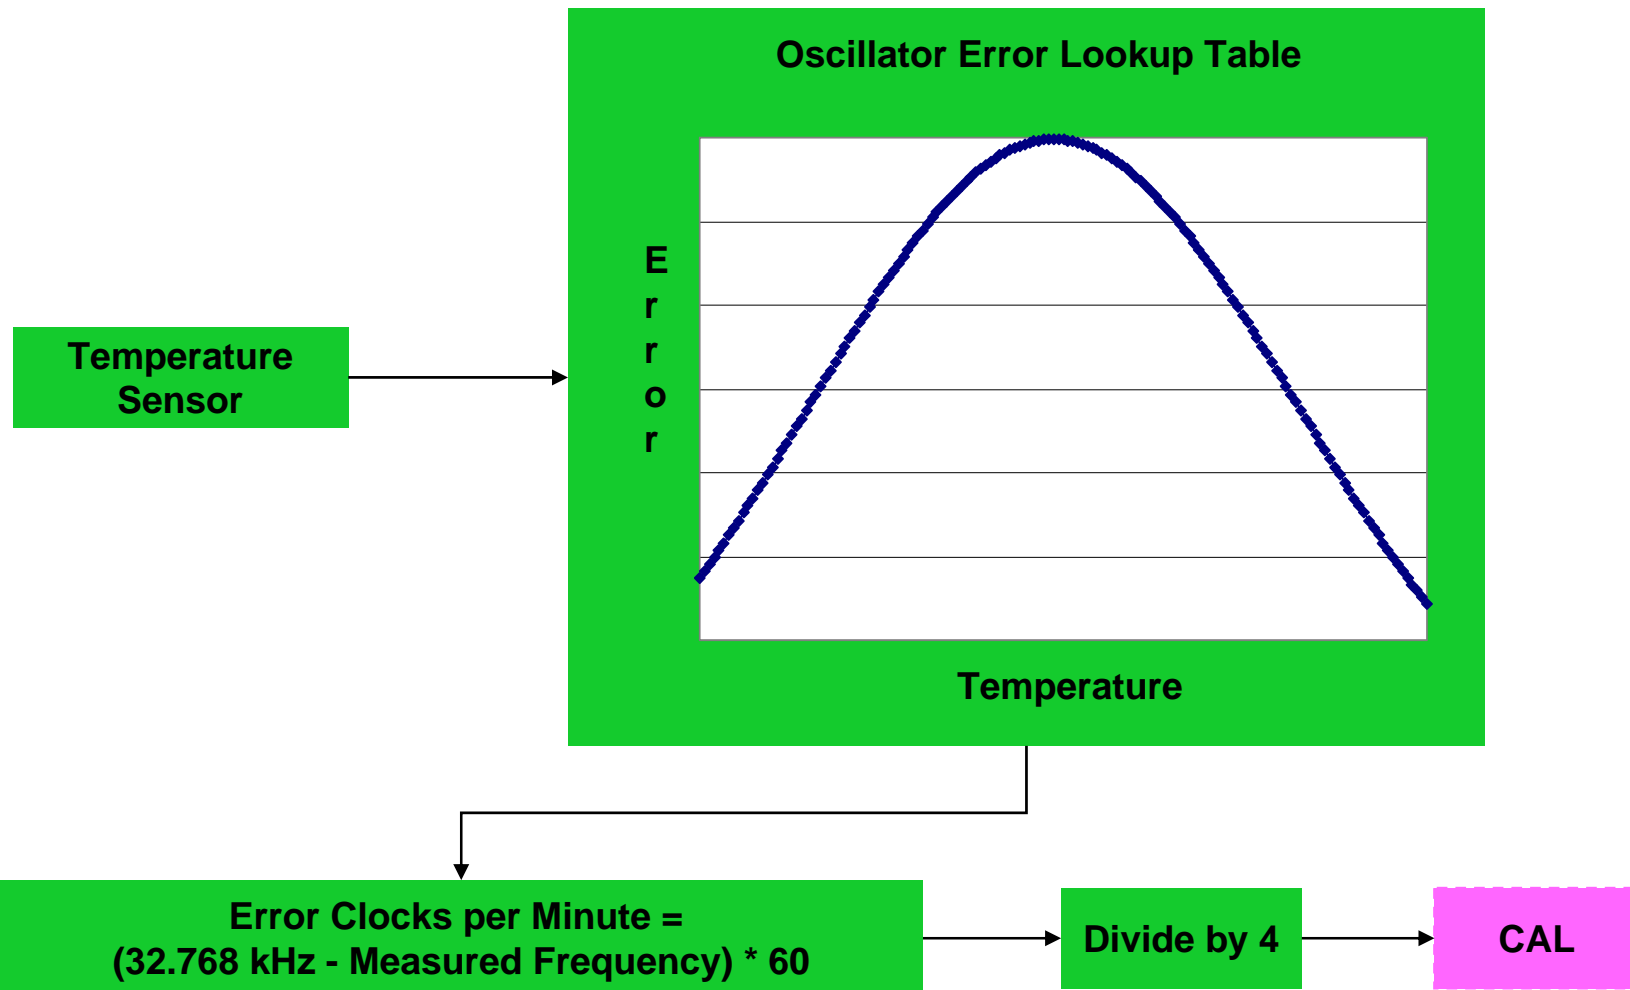 Oscillator Error Lookup Table
Error
Temperature
Sensor
Temperature
Error Clocks per Minute =
(32.768 kHz - Measured Frequency) * 60
Divide by 4
CAL